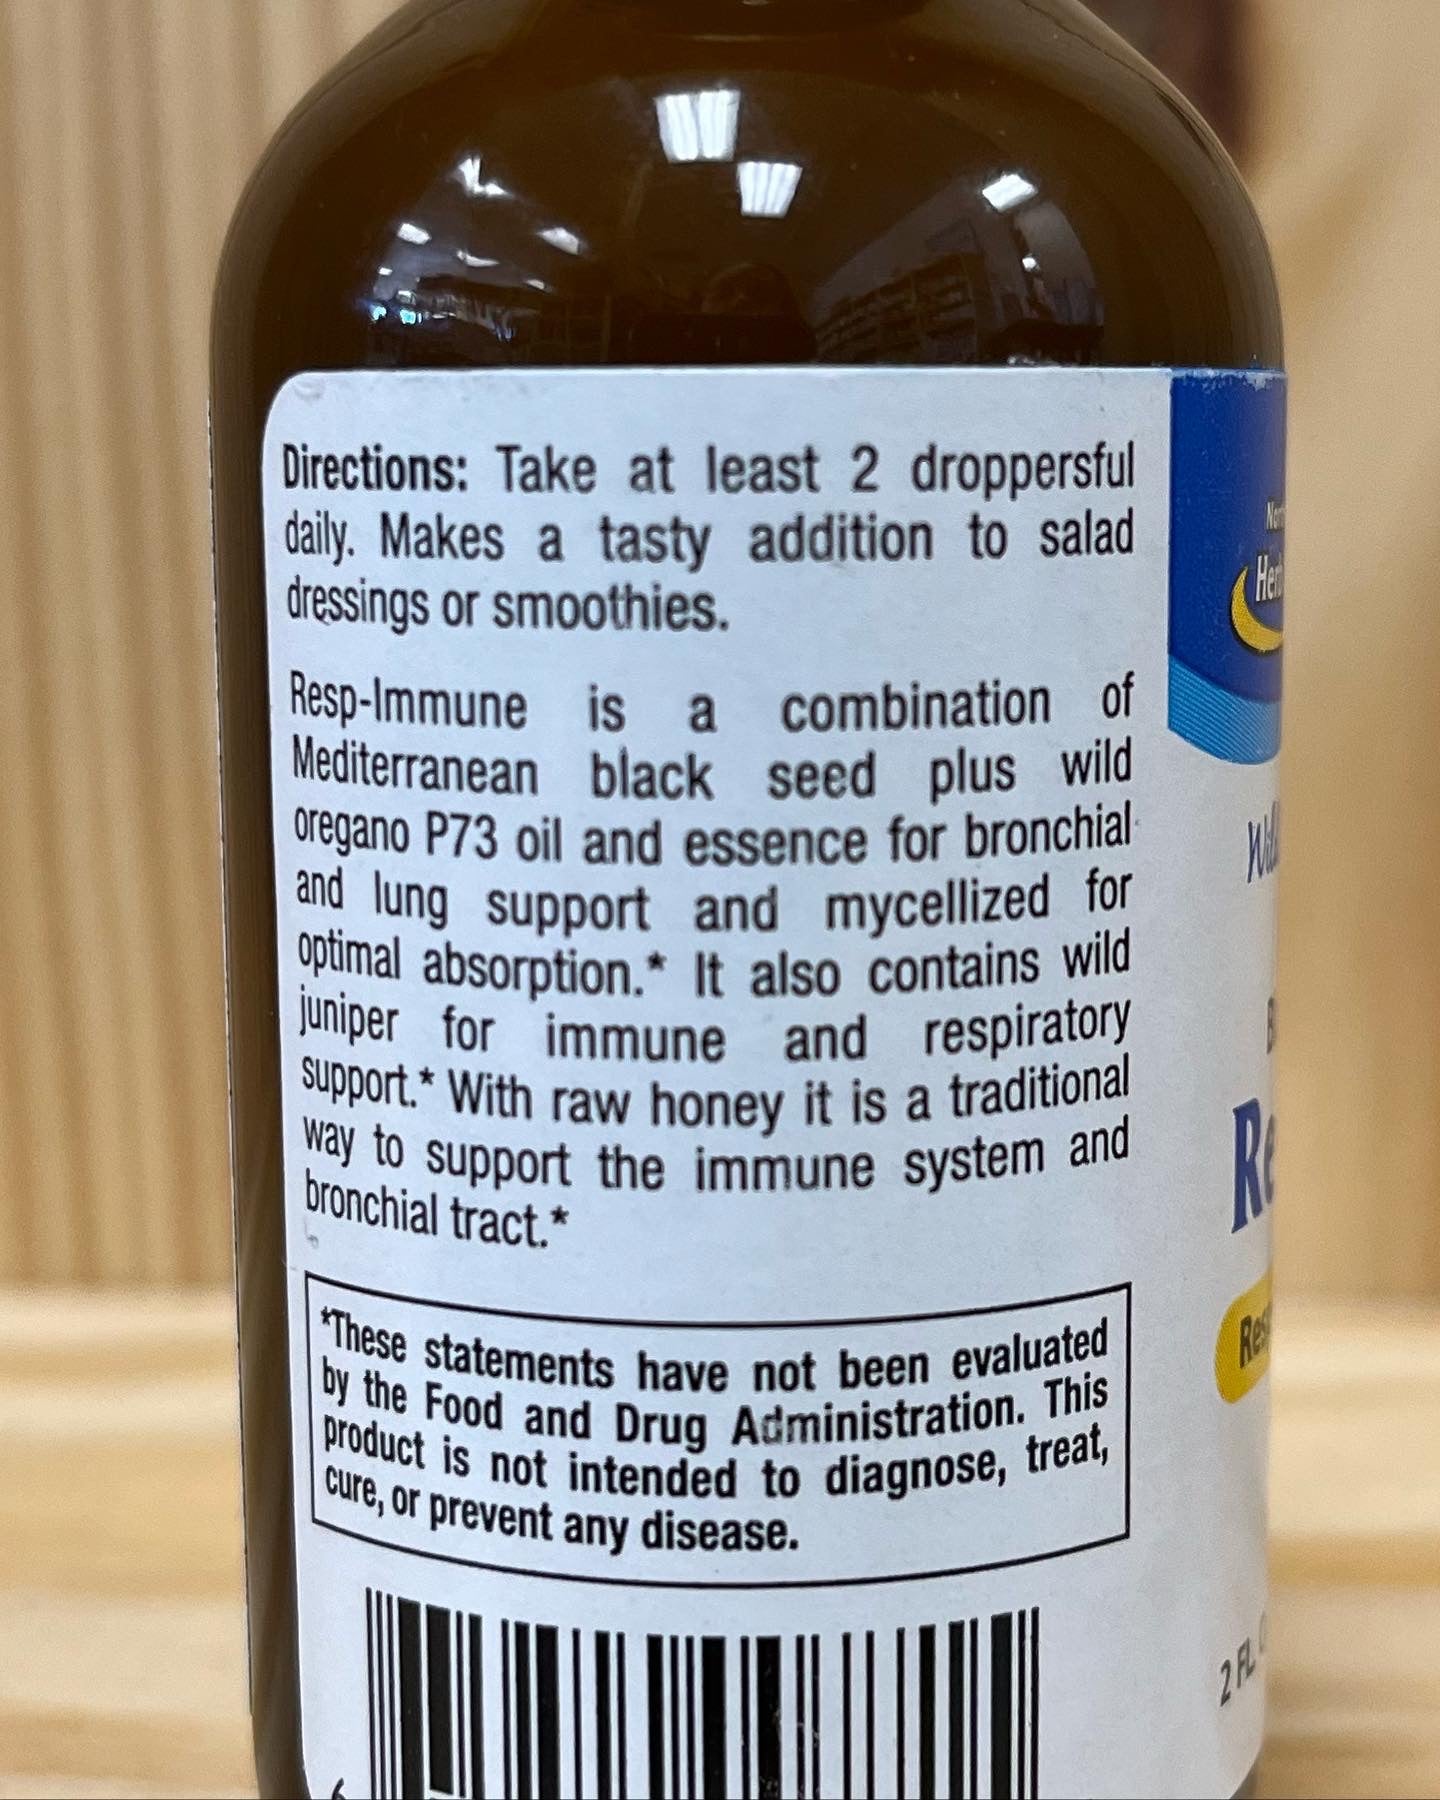 Directions: Take at least 2 droppersful
daily. Makes a tasty addition to salad
dressings or smoothies.
Resp-Immune is a combination of
Mediterranean black seed plus wild
oregano P73 oil and essence for bronchial
and lung support and mycellized for
optimal absorption.* It also contains wild
juniper for immune and respiratory
support.* With raw honey it is a traditional
way to support the immune system and
bronchial tract.*
*These statements have not been evaluated
by the Food and Drug Administration. This
product is not intended to diagnose, treat,
cure, or prevent any disease.
2 FL